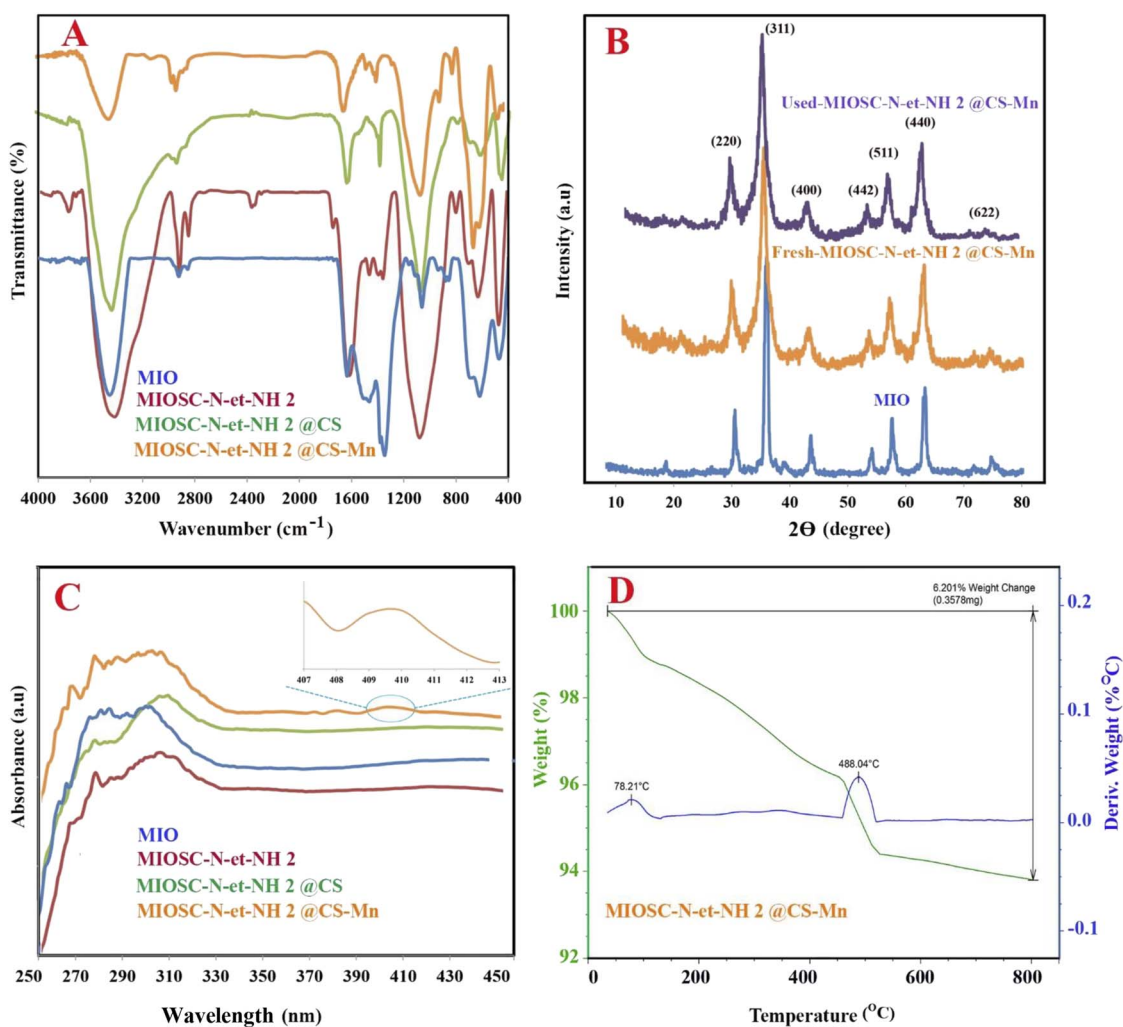 A
Transmittance (%)
MIO
MIOSC-N-et-NH 2
MIOSC-N-et-NH 2 @CS
MIOSC-N-et-NH 2 @CS-Mn
4000 3600 2800 2000 1600 1200 800 400
Wavenumber (cm⁻¹)
B
Intensity (a.u)
(311)
Used-MIOSC-N-et-NH 2 @CS-Mn
(220)
(400)
(442)
(511)
(440)
(622)
Fresh-MIOSC-N-et-NH 2 @CS-Mn
MIO
10 20 30 40 50 60 70 80
2Ɵ (degree)
C
Absorbance (a.u)
407 408 409 410 411 412 413
MIO
MIOSC-N-et-NH 2
MIOSC-N-et-NH 2 @CS
MIOSC-N-et-NH 2 @CS-Mn
250 270 290 310 330 350 370 390 410 430 450
Wavelength (nm)
D
Weight (%)
100
98
96
94
92
6.201% Weight Change
(0.3578mg)
78.21°C
488.04°C
MIOSC-N-et-NH 2 @CS-Mn
0.2
0.1
0.0
-0.1
Deriv. Weight (%°C)
0 200 400 600 800
Temperature (°C)